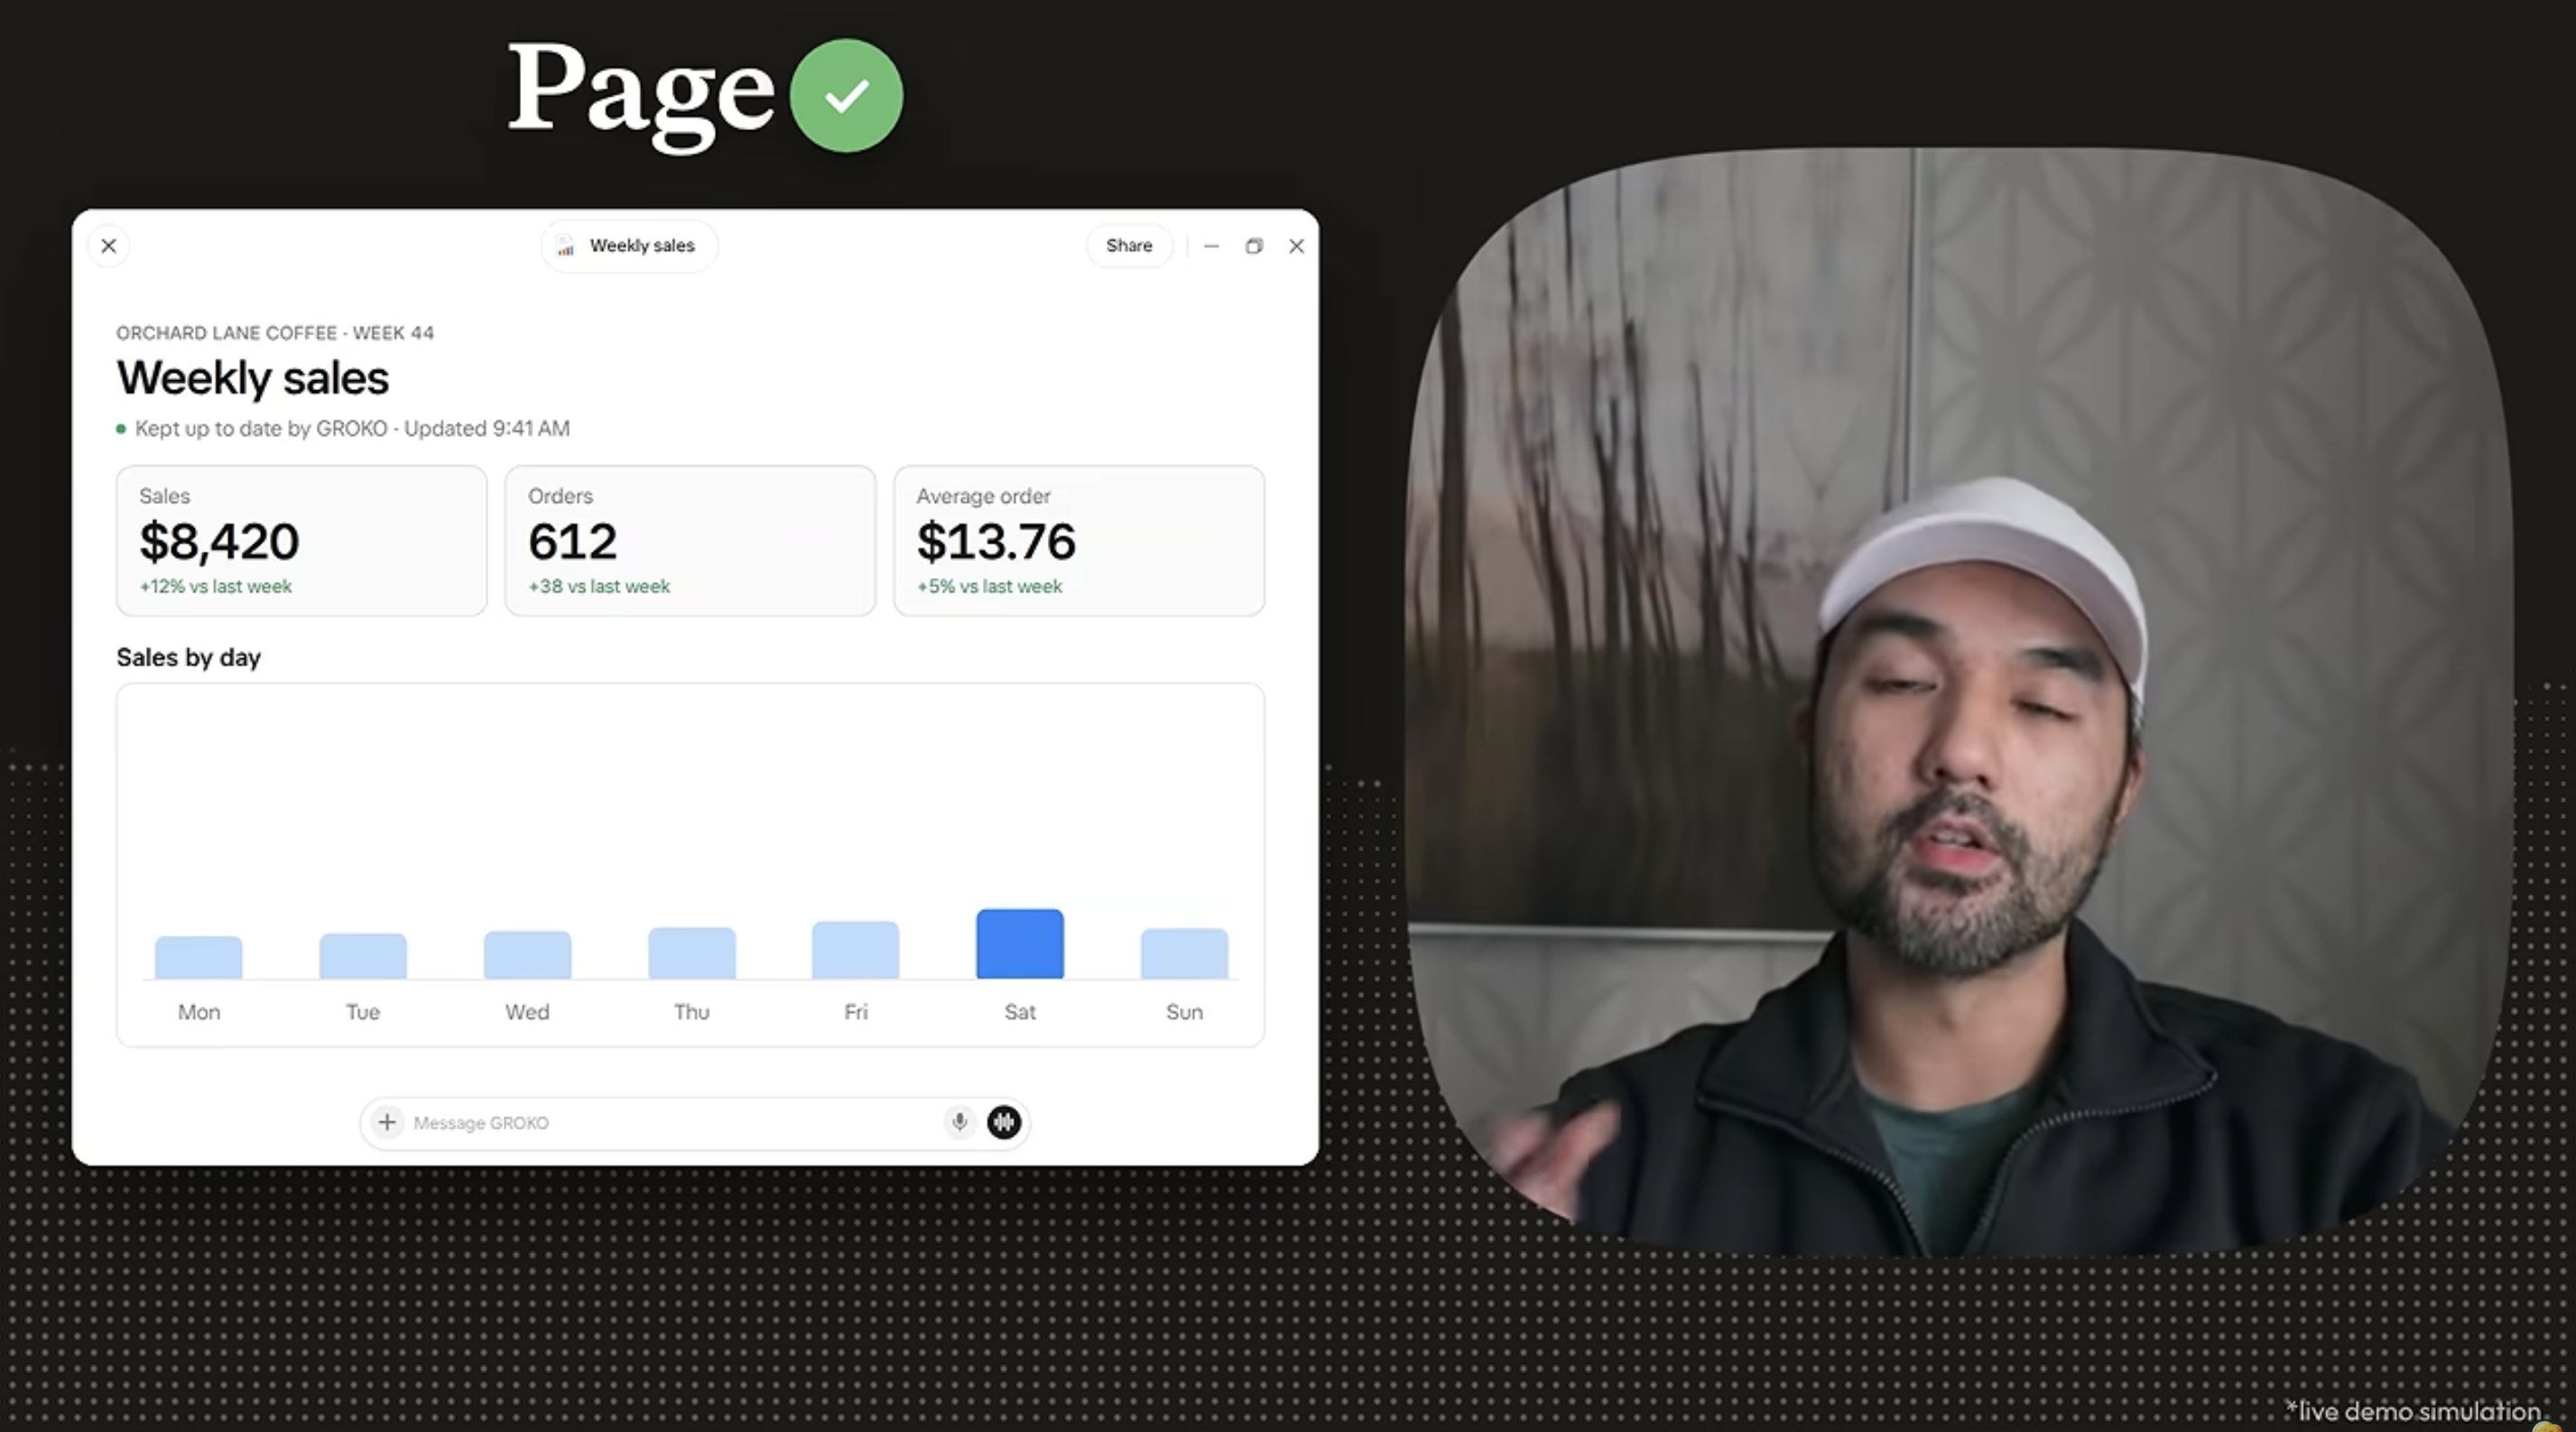 Page
Weekly sales
Share
ORCHARD LANE COFFEE - WEEK 44
Weekly sales
Kept up to date by GROKO - Updated 9:41 AM
Sales
$8,420
+12% vs last week
Orders
612
+38 vs last week
Average order
$13.76
+5% vs last week
Sales by day
Mon Tue Wed Thu Fri Sat Sun
Message GROKO
*live demo simulation